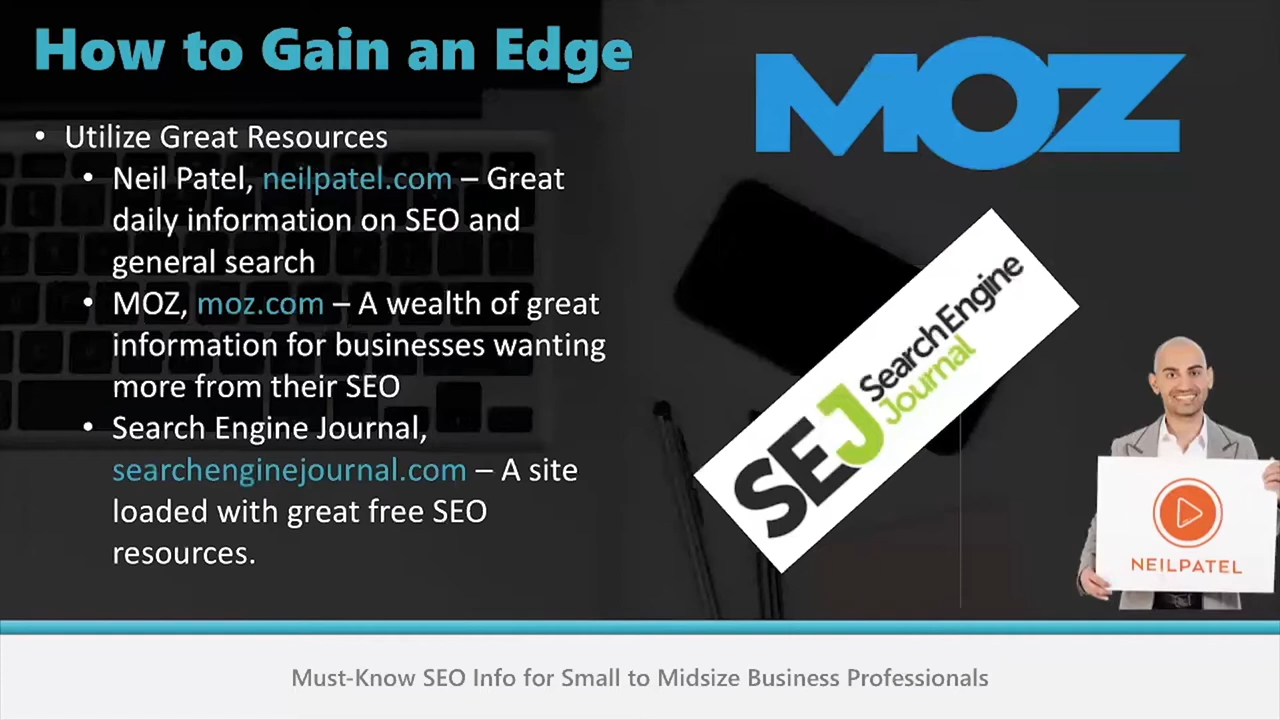 How to Gain an Edge
• Utilize Great Resources
• Neil Patel, neilpatel.com – Great
daily information on SEO and
general search
• MOZ, moz.com – A wealth of great
information for businesses wanting
more from their SEO
• Search Engine Journal,
searchenginejournal.com – A site
loaded with great free SEO
resources.
MOZ
SEJ
SearchEngine
Journal
NEILPATEL
Must-Know SEO Info for Small to Midsize Business Professionals